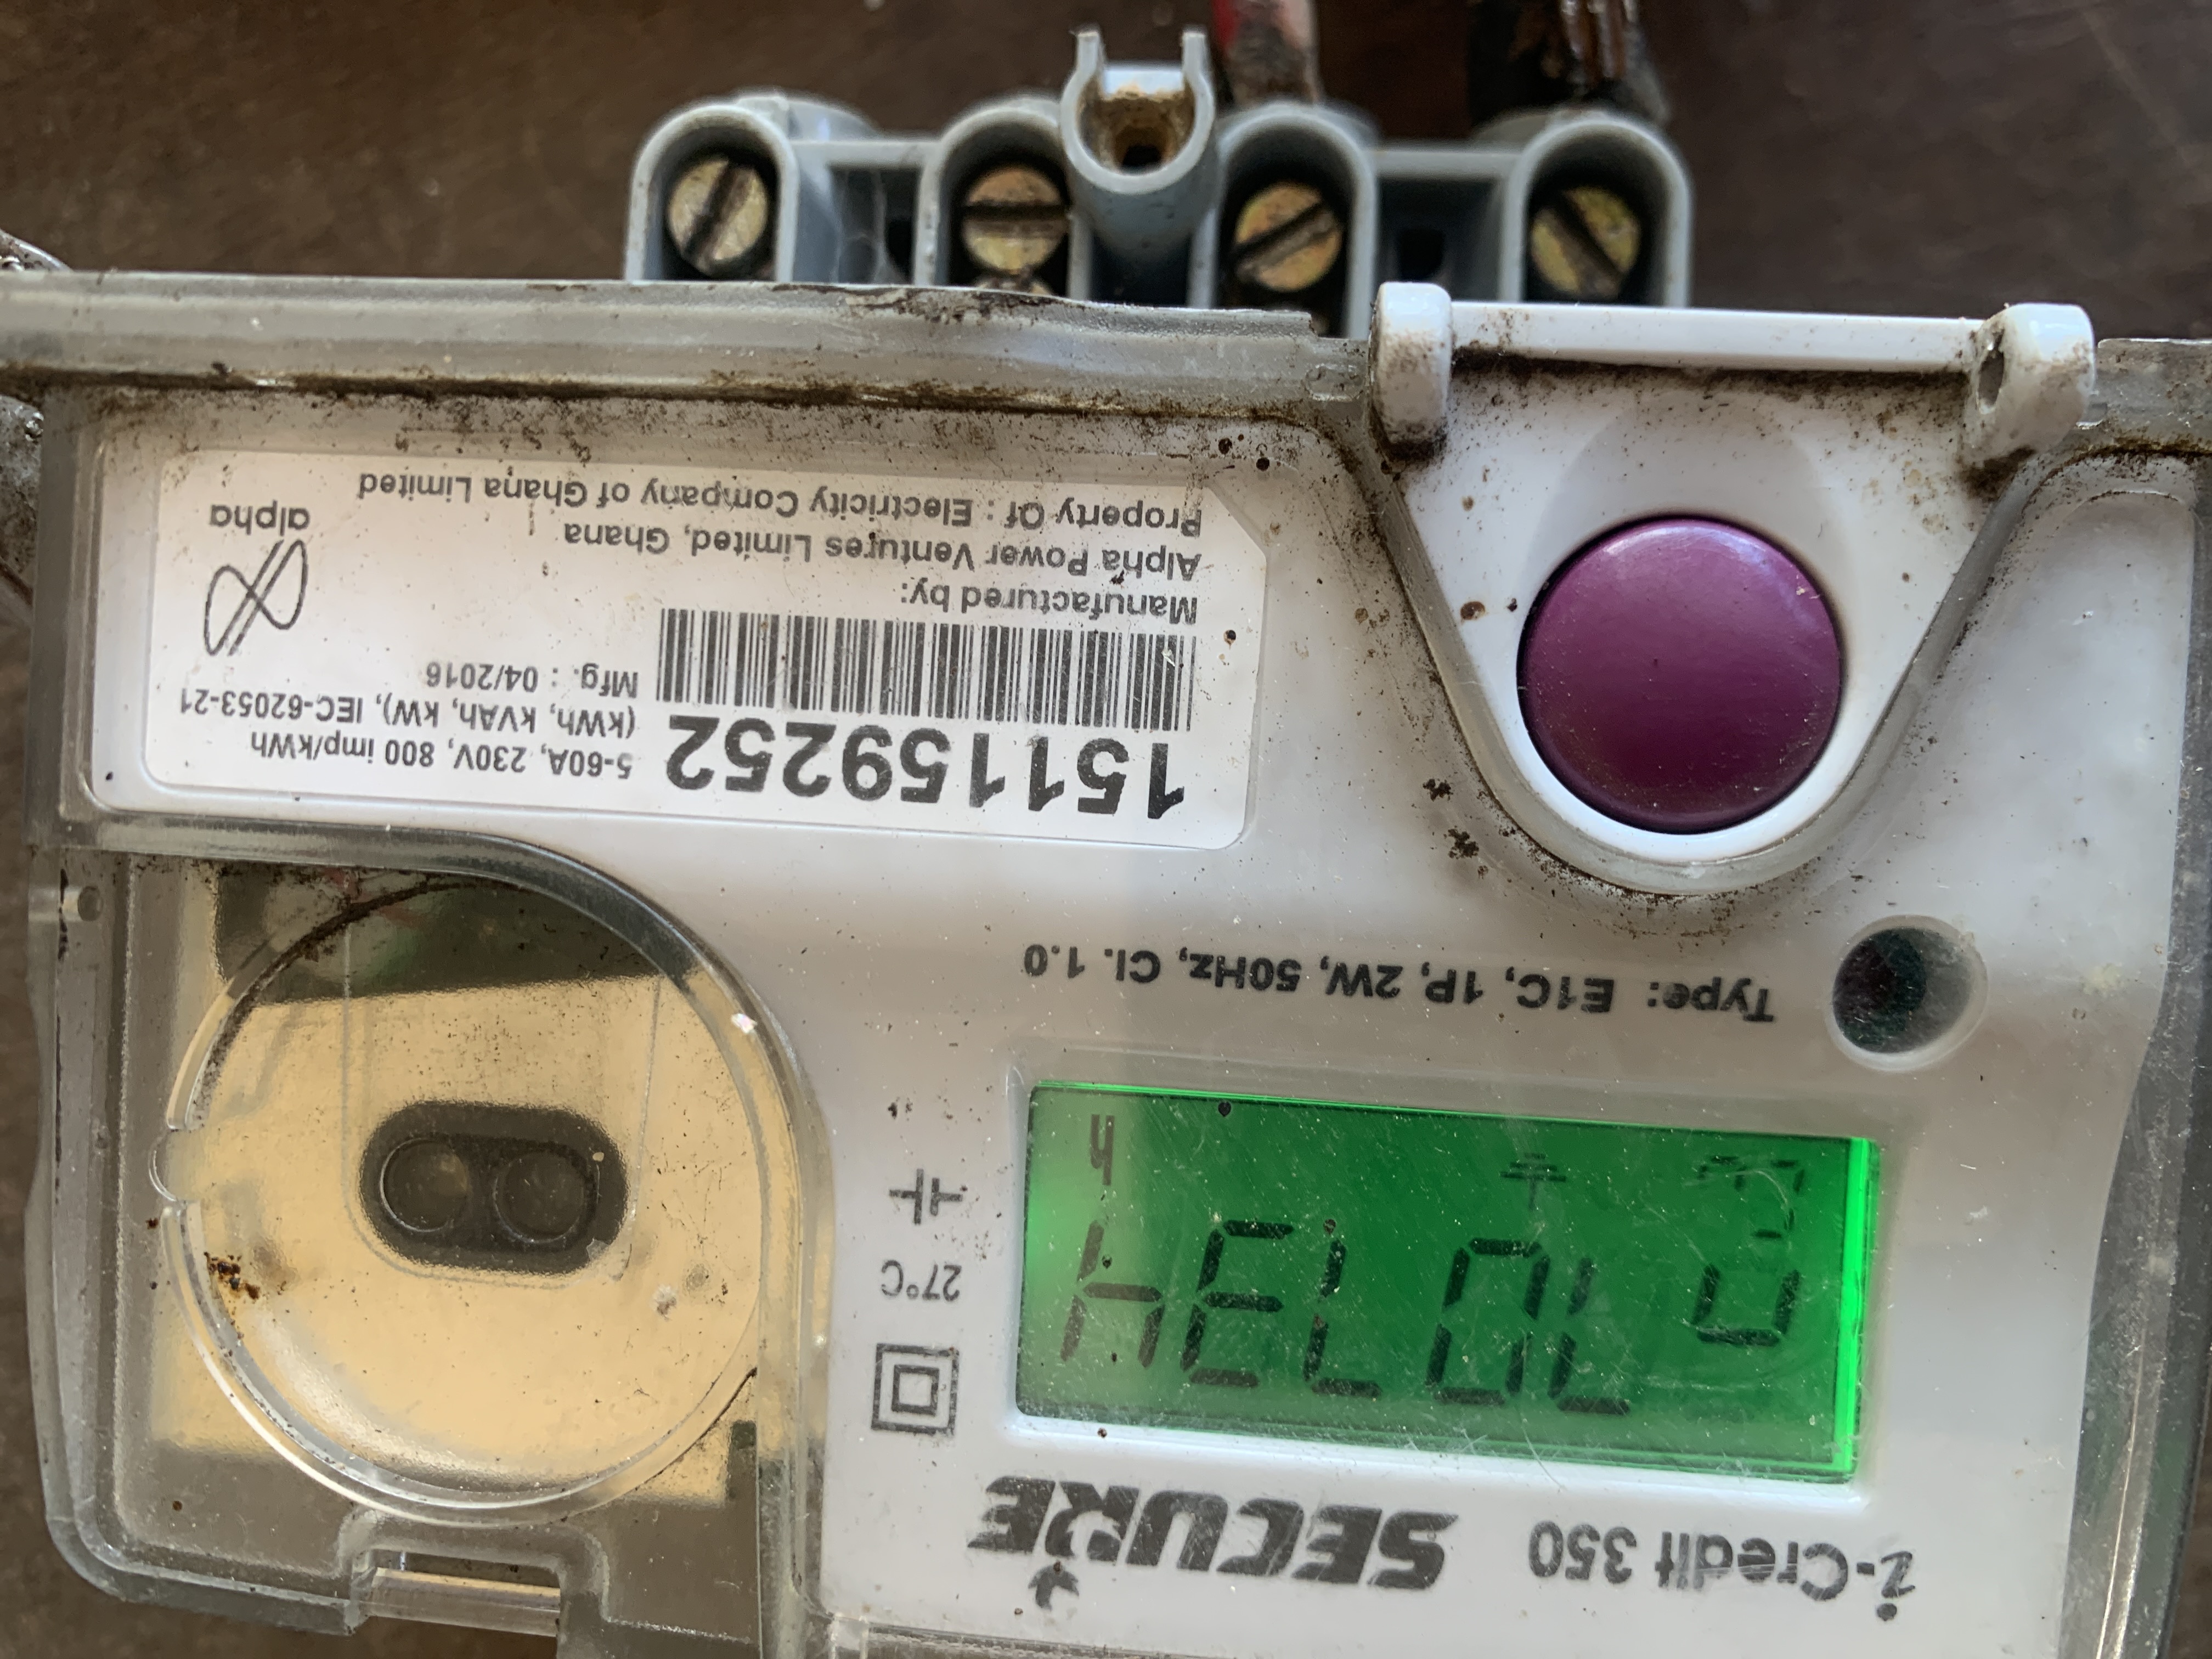 i-Credit 350 SECURE
n70734
h
27°C
Type: E1C, 1P, 2W, 50Hz, Cl. 1.0
151159252
5-60A, 230V, 800 imp/kWh
(kWh, kVAh, kW), IEC-62053-21
Mfg. : 04/2016
Manufactured by:
Alpha Power Ventures Limited, Ghana
Property Of : Electricity Company of Ghana Limited
alpha